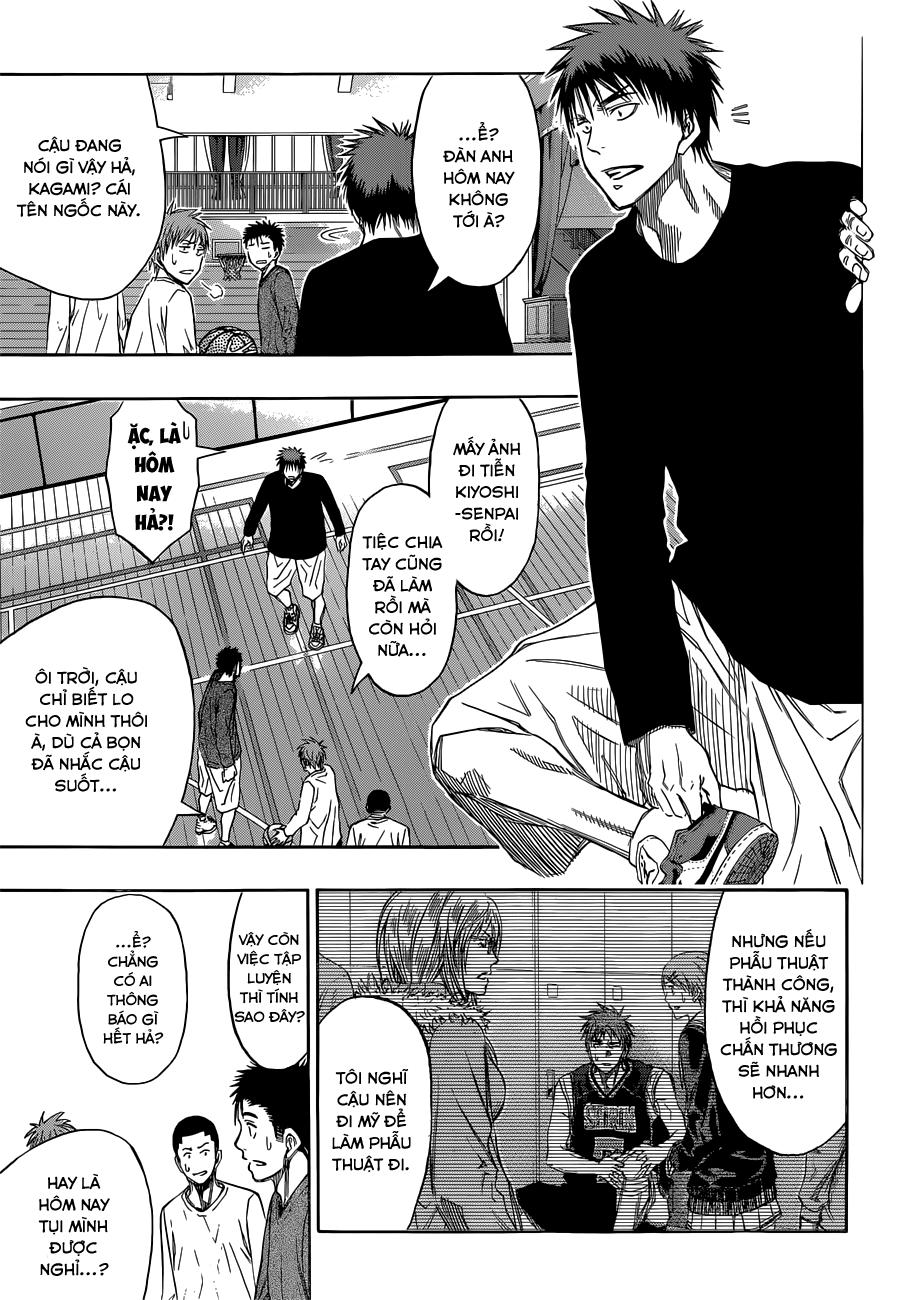 ...Ể?
ĐÀN ANH
HÔM NAY
KHÔNG
TỚI À?
CẬU ĐANG
NÓI GÌ VẬY HẢ,
KAGAMI? CÁI
TÊN NGỐC NÀY.
MẤY ẢNH
ĐI TIỄN
KIYOSHI
-SENPAI
RỒI!
TIỆC CHIA
TAY CŨNG
ĐÃ LÀM
RỒI MÀ
CÒN HỎI
NỮA...
ẶC, LÀ
HÔM
NAY
HẢ?!
ÔI TRỜI, CẬU
CHỈ BIẾT LO
CHO MÌNH THÔI
À, DÙ CẢ BỌN
ĐÃ NHẮC CẬU
SUỐT...
NHƯNG NẾU
PHẪU THUẬT
THÀNH CÔNG,
THÌ KHẢ NĂNG
HỒI PHỤC
CHẤN THƯƠNG
SẼ NHANH
HƠN...
TÔI NGHĨ
CẬU NÊN
ĐI MỸ ĐỂ
LÀM PHẪU
THUẬT ĐI.
VẬY CÒN
VIỆC TẬP
LUYỆN
THÌ TÍNH
SAO ĐÂY?
...Ể?
CHẲNG
CÓ AI
THÔNG
BÁO GÌ
HẾT HẢ?
HAY LÀ
HÔM NAY
TỤI MÌNH
ĐƯỢC
NGHỈ...?